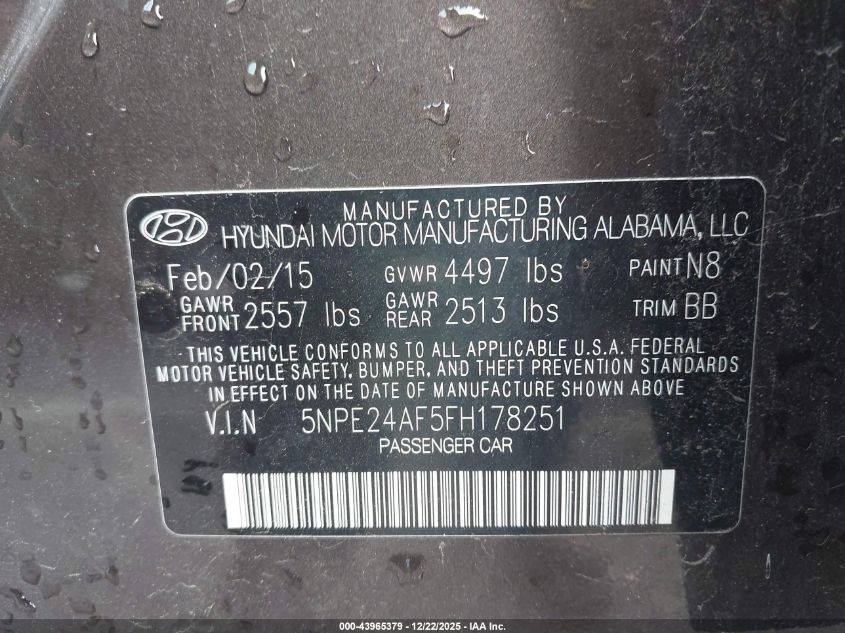 MANUFACTURED BY
HYUNDAI MOTOR MANUFACTURING ALABAMA, LLC
Feb/02/15 GVWR 4497 lbs PAINT N8
GAWR FRONT 2557 lbs GAWR REAR 2513 lbs TRIM BB
THIS VEHICLE CONFORMS TO ALL APPLICABLE U.S.A. FEDERAL
MOTOR VEHICLE SAFETY, BUMPER, AND THEFT PREVENTION STANDARDS
IN EFFECT ON THE DATE OF MANUFACTURE SHOWN ABOVE
V.I.N 5NPE24AF5FH178251
PASSENGER CAR
000-43965379 - 12/22/2025 - IAA Inc.